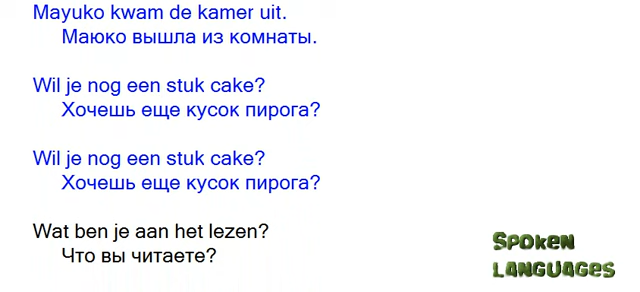 Mayuko kwam de kamer uit.
Маюко вышла из комнаты.
Wil je nog een stuk cake?
Хочешь еще кусок пирога?
Wil je nog een stuk cake?
Хочешь еще кусок пирога?
Wat ben je aan het lezen?
Что вы читаете?
Spoken
Languages